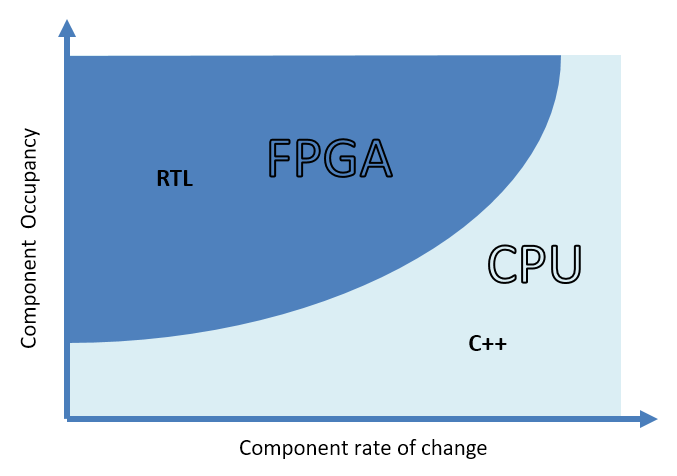 FPGA
RTL
CPU
C++
Component Occupancy
Component rate of change